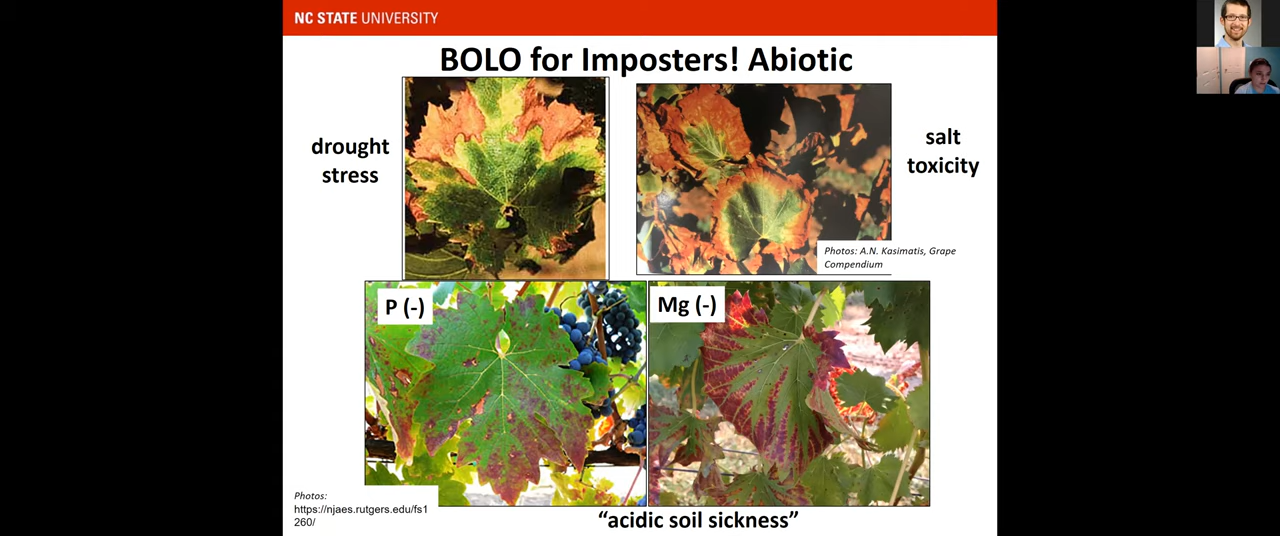 NC STATE UNIVERSITY
BOLO for Imposters! Abiotic
drought
stress
salt
toxicity
Photos: A.N. Kasimatis, Grape
Compendium
P (-)
Mg (-)
Photos:
https://njaes.rutgers.edu/fs1
260/
“acidic soil sickness”